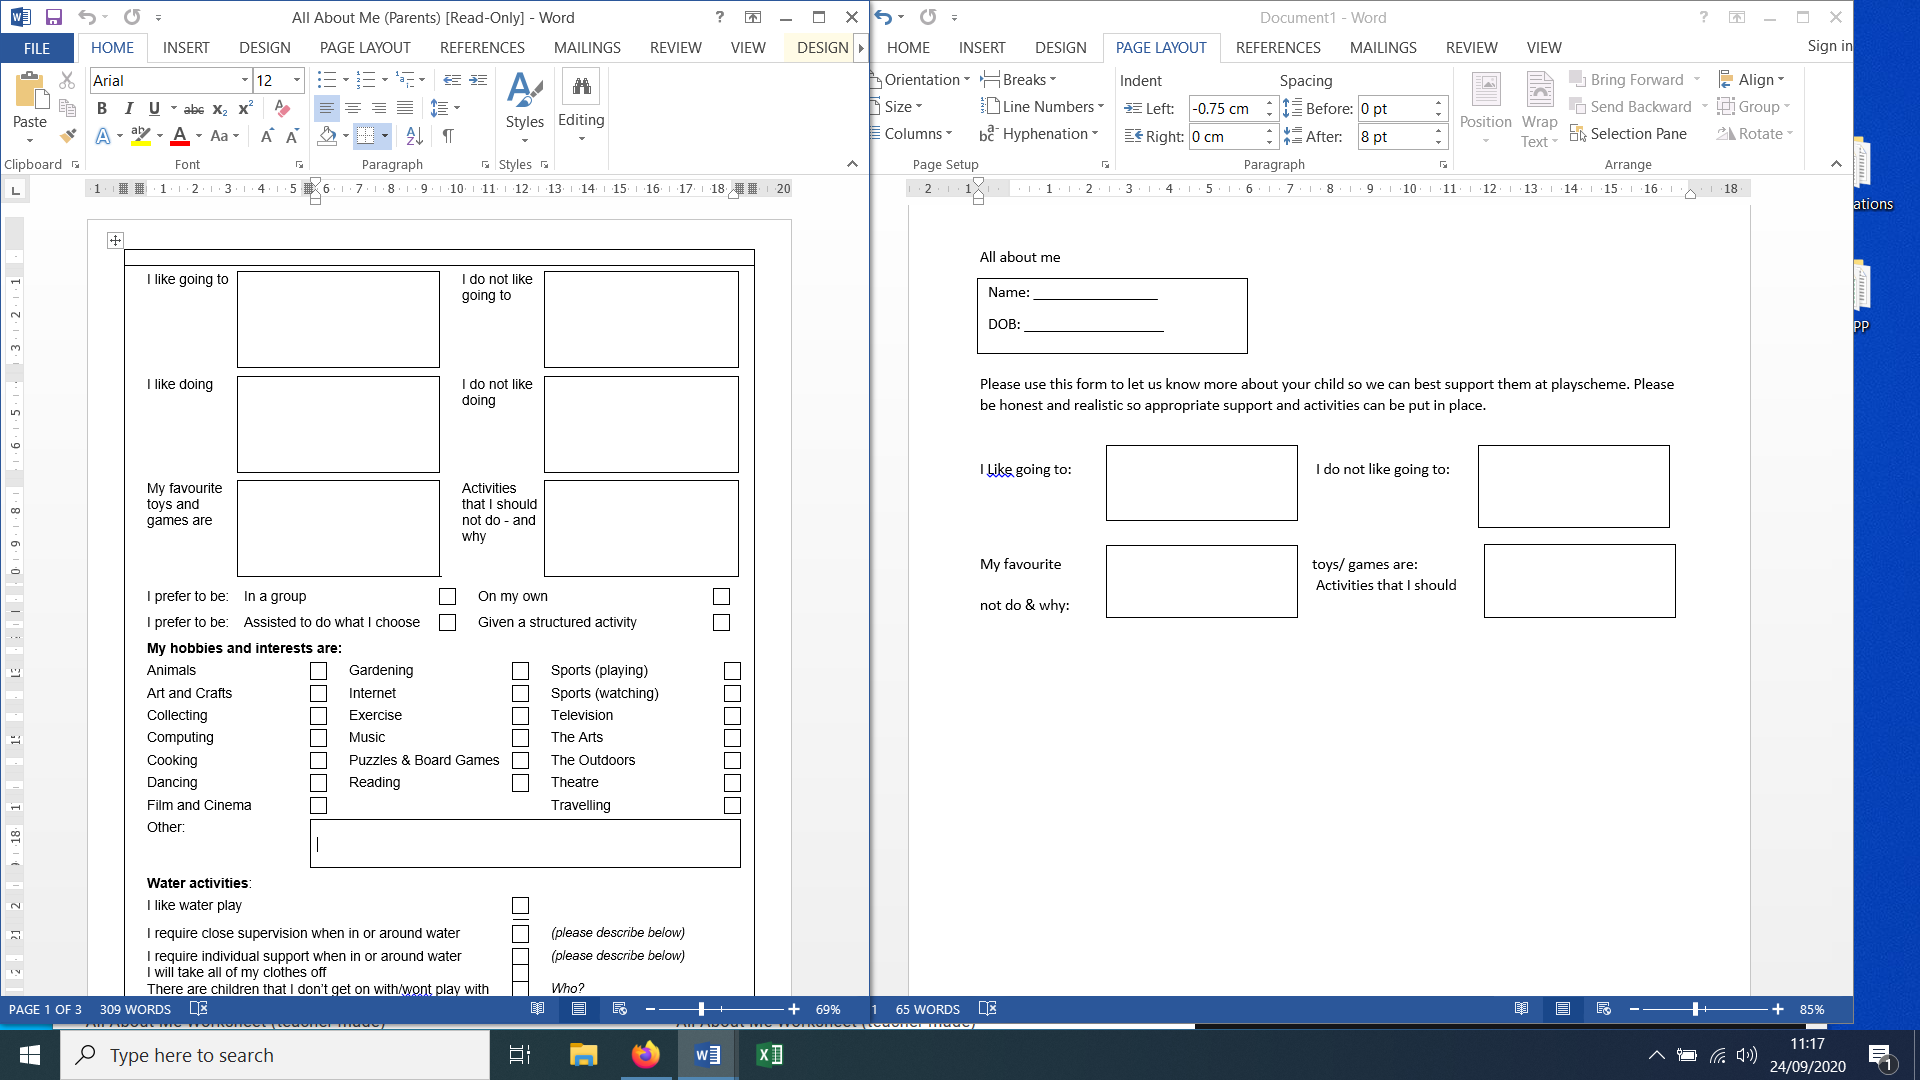 All About Me (Parents) [Read-Only] - Word
FILE HOME INSERT DESIGN PAGE LAYOUT REFERENCES MAILINGS REVIEW VIEW DESIGN
Arial 12
Paste
Styles
Editing
Clipboard Font Paragraph Styles
I like going to
I do not like
going to
I like doing
I do not like
doing
My favourite
toys and
games are
Activities
that I should
not do - and
why
I prefer to be: In a group On my own
I prefer to be: Assisted to do what I choose Given a structured activity
My hobbies and interests are:
Animals Gardening Sports (playing)
Art and Crafts Internet Sports (watching)
Collecting Exercise Television
Computing Music The Arts
Cooking Puzzles & Board Games The Outdoors
Dancing Reading Theatre
Film and Cinema Travelling
Other:
Water activities:
I like water play
I require close supervision when in or around water (please describe below)
I require individual support when in or around water (please describe below)
I will take all of my clothes off
There are children that I don't get on with/wont play with Who?
PAGE 1 OF 3 309 WORDS 69%
Document1 - Word
HOME INSERT DESIGN PAGE LAYOUT REFERENCES MAILINGS REVIEW VIEW Sign in
Orientation Breaks Indent Spacing Bring Forward Align
Size Line Numbers Left: -0.75 cm Before: 0 pt Send Backward Group
Columns Hyphenation Right: 0 cm After: 8 pt Selection Pane Rotate
Position Wrap
Text
Page Setup Paragraph Arrange
All about me
Name: ________________
DOB: __________________
Please use this form to let us know more about your child so we can best support them at playscheme. Please
be honest and realistic so appropriate support and activities can be put in place.
I Like going to: I do not like going to:
My favourite toys/ games are:
Activities that I should
not do & why:
1 65 WORDS 85%
ations
PP
Type here to search
11:17
24/09/2020
1